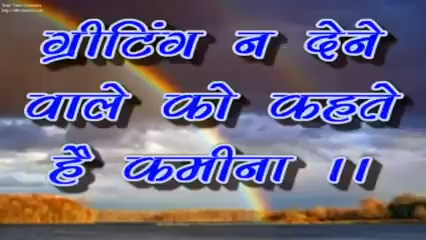 ग्रीटिंग न देने
वाले को कहते
है कमीना ।।